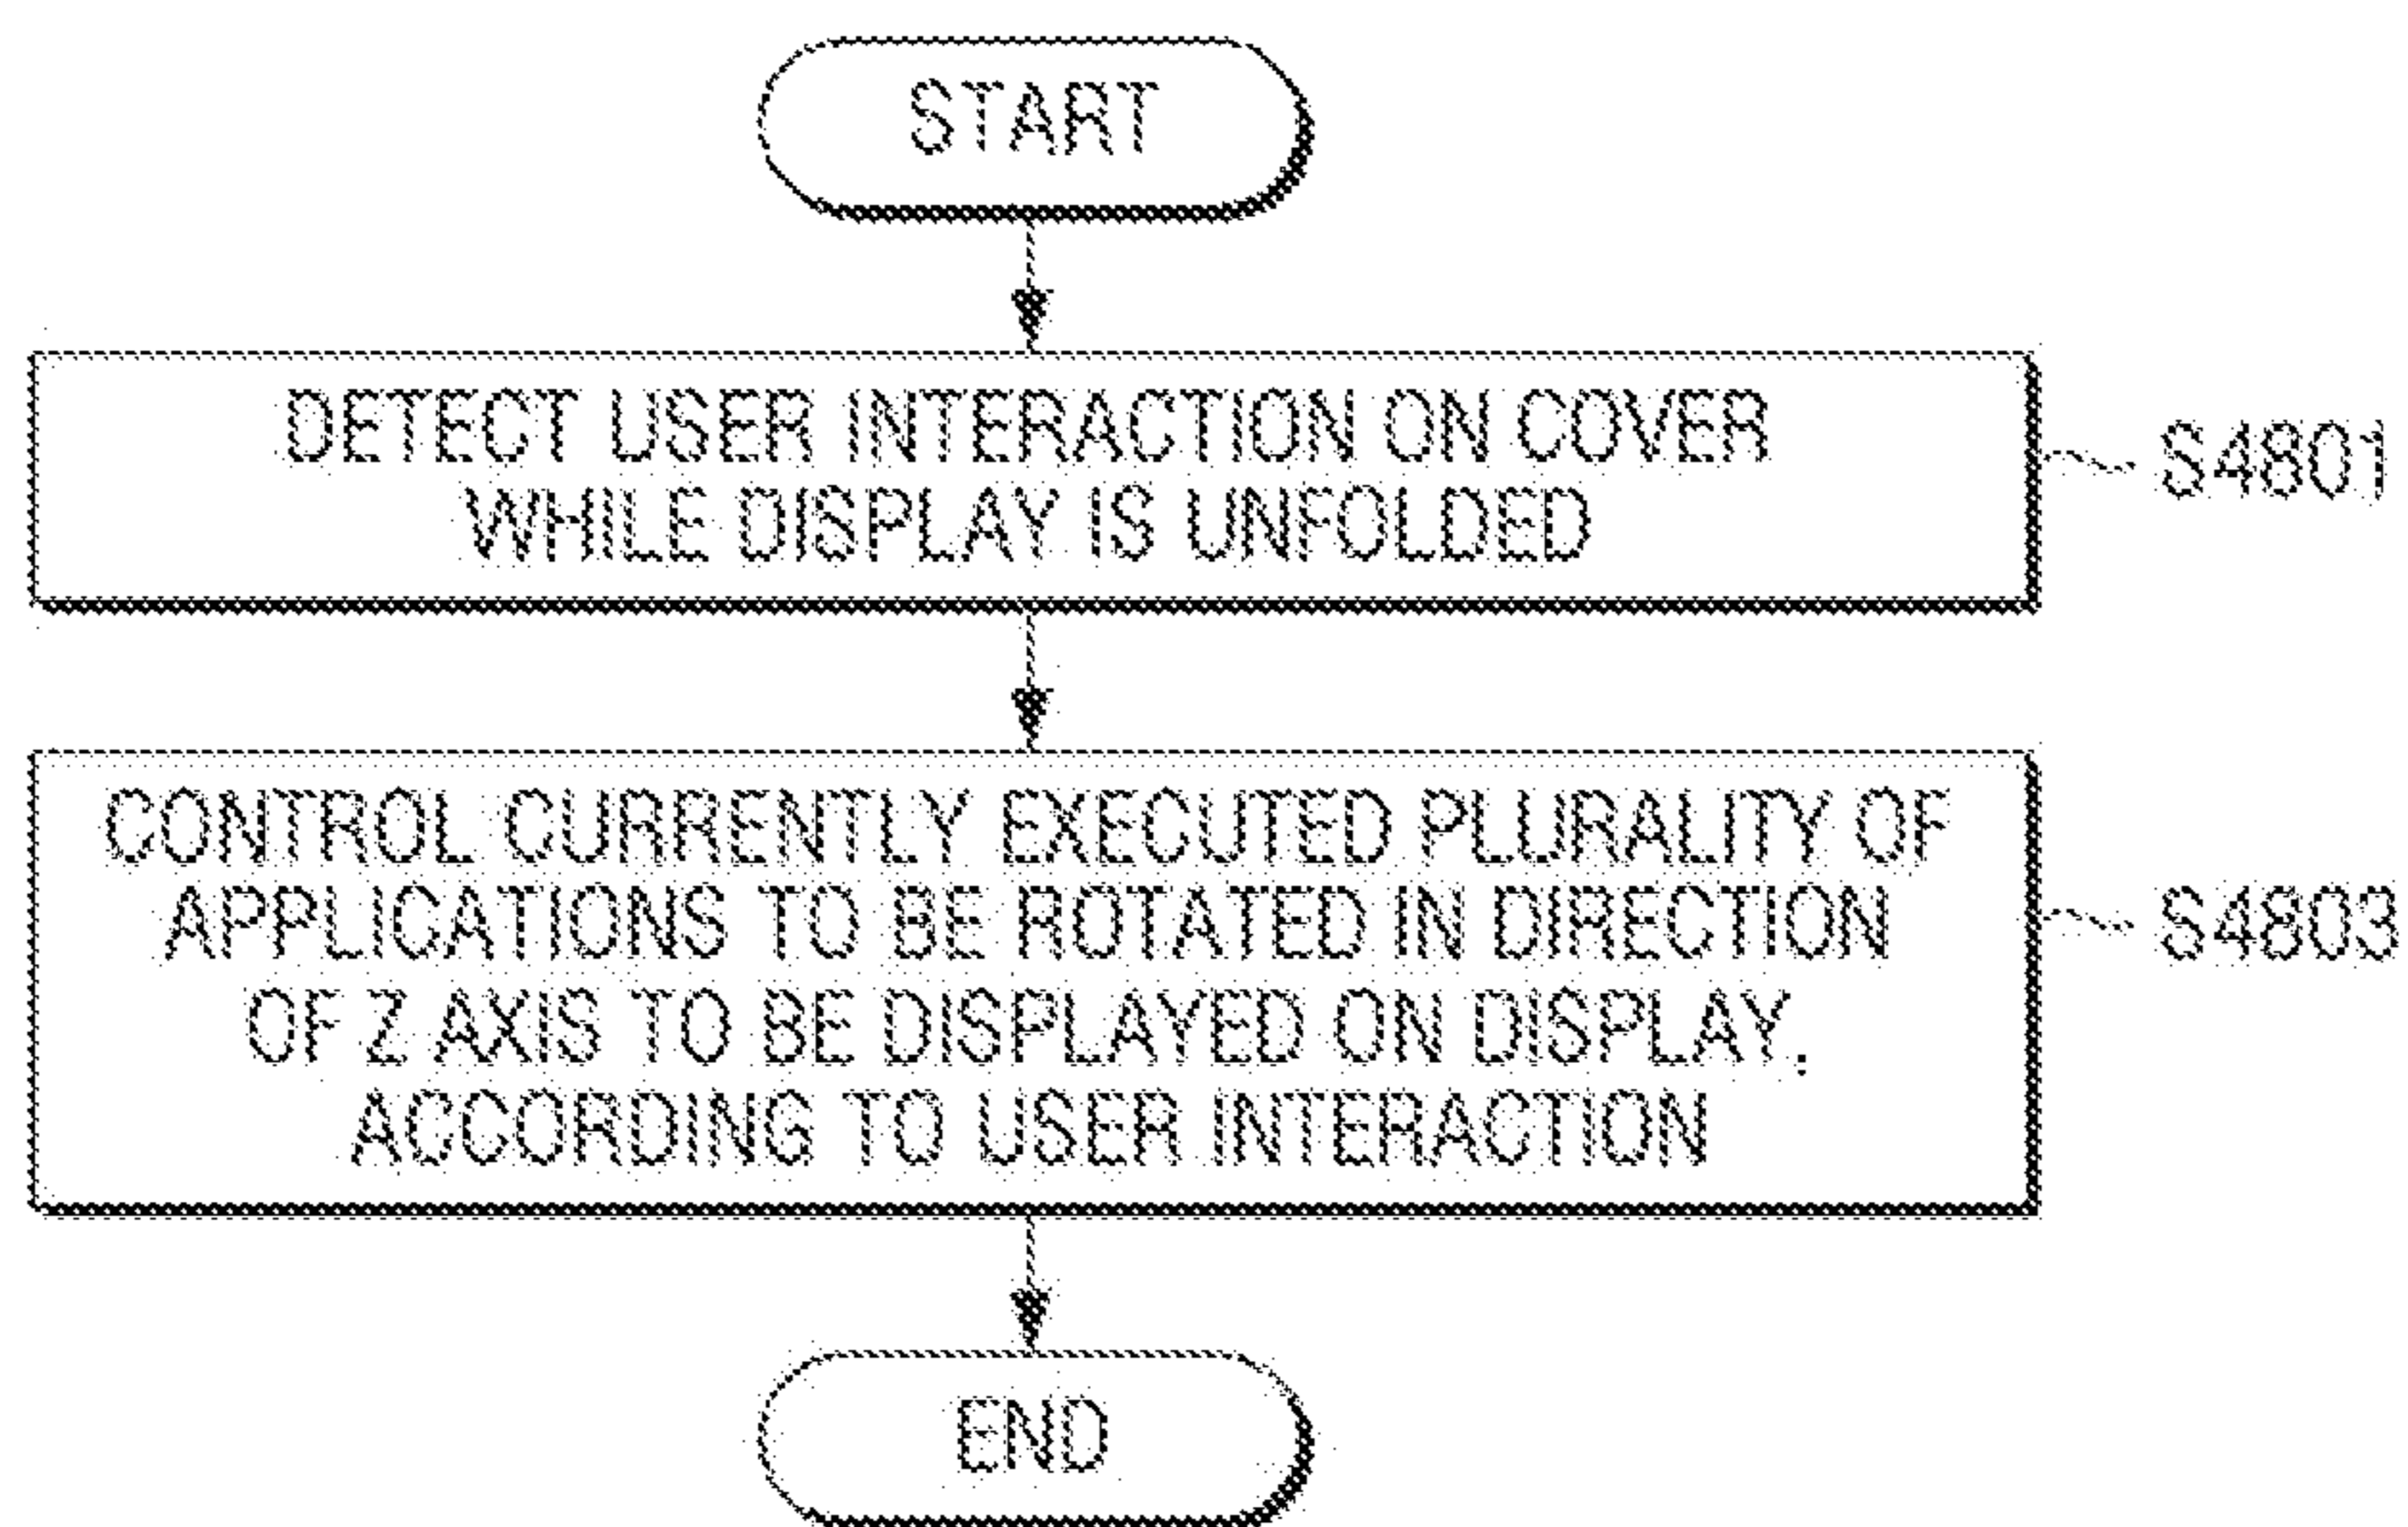 START
DETECT USER INTERACTION ON COVER
WHILE DISPLAY IS UNFOLDED
S4801
CONTROL CURRENTLY EXECUTED PLURALITY OF
APPLICATIONS TO BE ROTATED IN DIRECTION
OF Z AXIS TO BE DISPLAYED ON DISPLAY,
ACCORDING TO USER INTERACTION
S4803
END